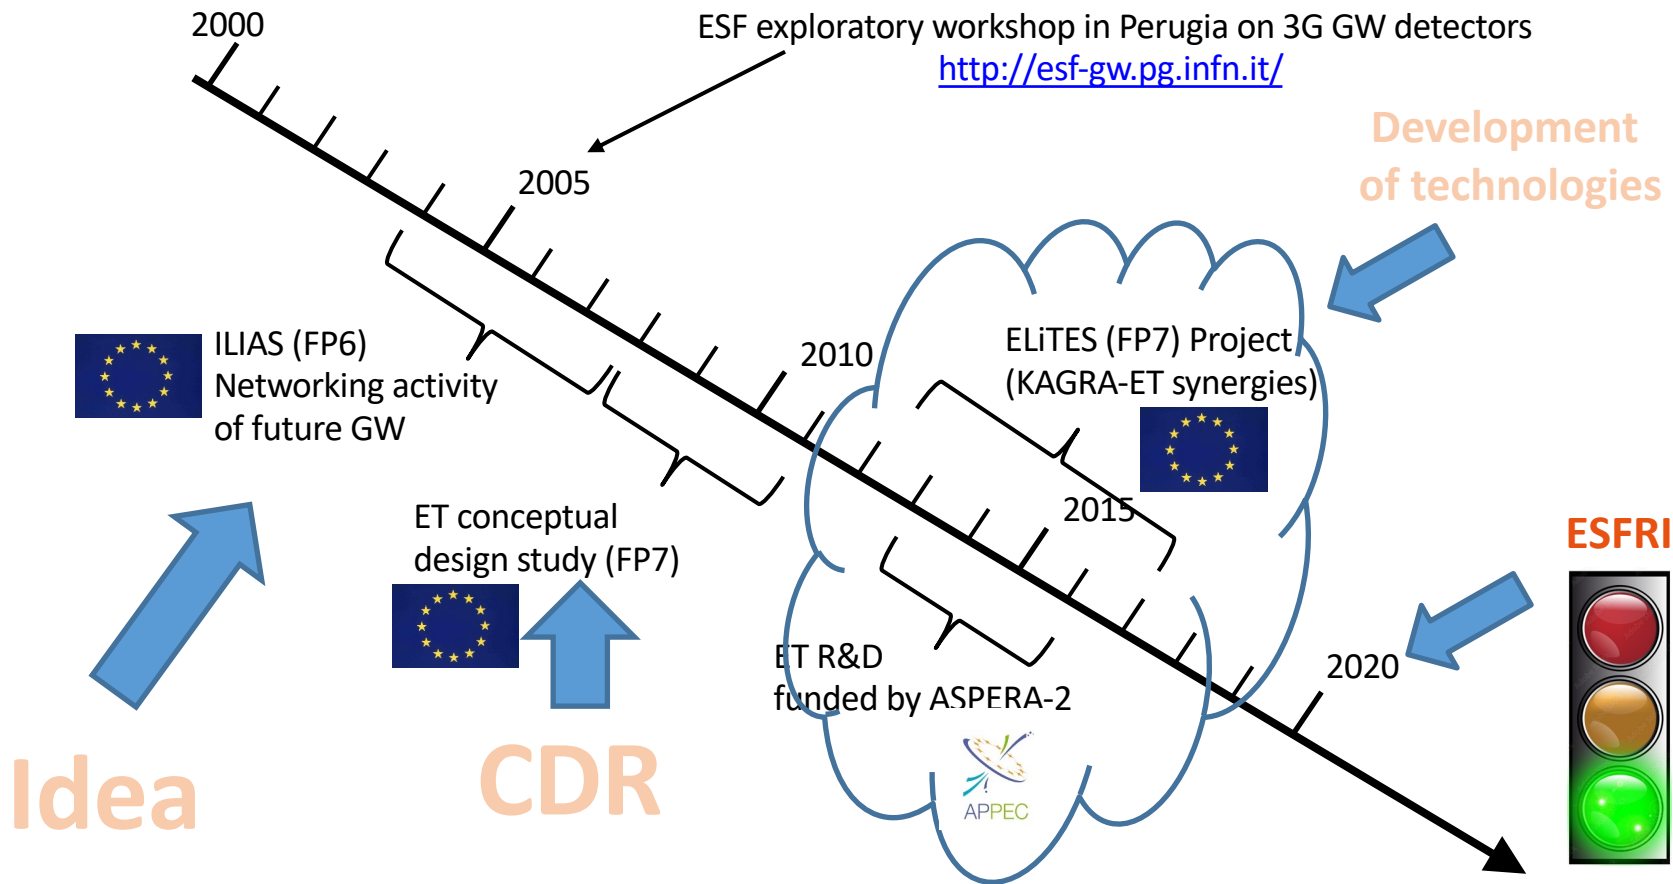 2000
ESF exploratory workshop in Perugia on 3G GW detectors
http://esf-gw.pg.infn.it/
Development
of technologies
2005
ILIAS (FP6)
Networking activity
of future GW
2010
ELiTES (FP7) Project
(KAGRA-ET synergies)
ET conceptual
design study (FP7)
2015
ESFRI
ET R&D
funded by ASPERA-2
2020
APPEC
Idea
CDR